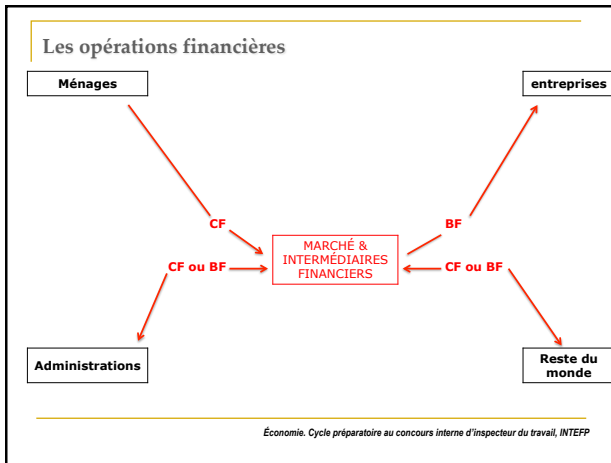 Les opérations financières
Ménages
entreprises
CF
BF
MARCHÉ &
INTERMÉDIAIRES
FINANCIERS
CF ou BF
CF ou BF
Administrations
Reste du
monde
Économie. Cycle préparatoire au concours interne d'inspecteur du travail, INTEFP